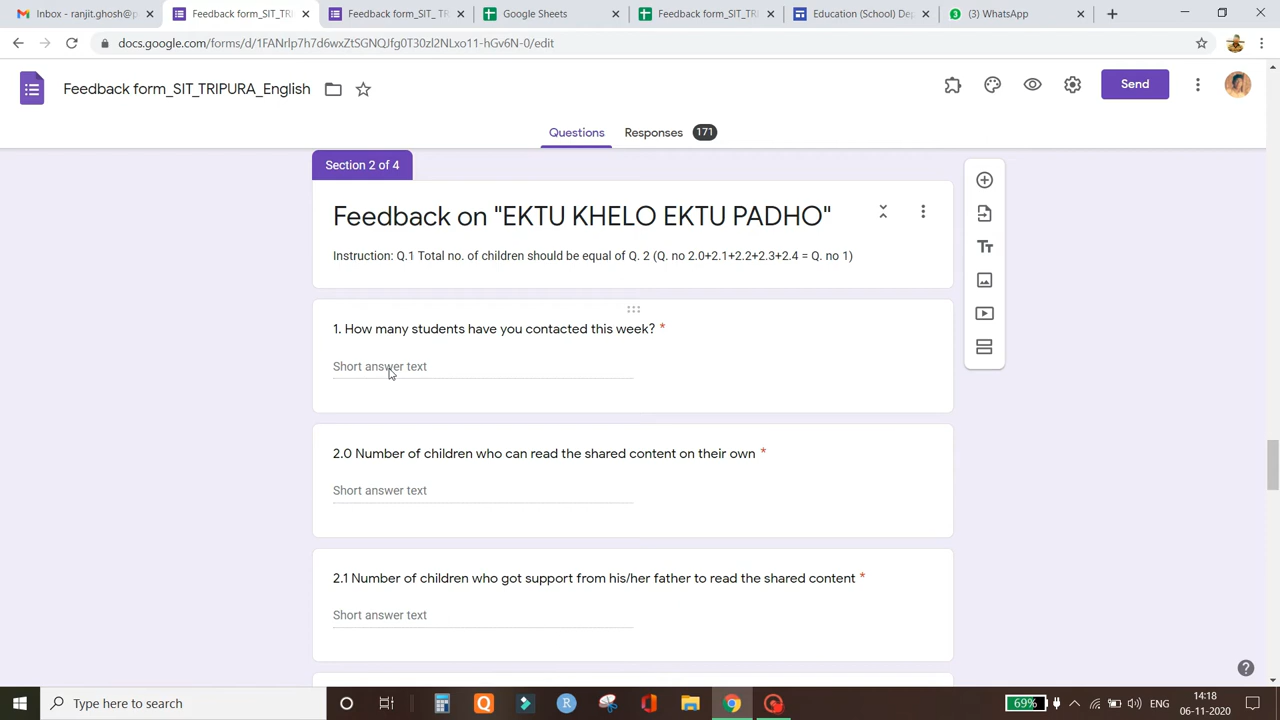 Inbox - ranjit.ghosh@p
Feedback form_SIT_TRIPU
Feedback form_SIT_TR
Google Sheets
Feedback form_SIT_TR
Education (School) Dep
(3) WhatsApp
docs.google.com/forms/d/1FANrlp7h7d6wxZtSGNQJfg0T30zl2NLxo11-hGv6N-0/edit
Feedback form_SIT_TRIPURA_English
Send
Questions
Responses 171
Section 2 of 4
Feedback on "EKTU KHELO EKTU PADHO"
Instruction: Q.1 Total no. of children should be equal of Q. 2 (Q. no 2.0+2.1+2.2+2.3+2.4 = Q. no 1)
1. How many students have you contacted this week? *
Short answer text
2.0 Number of children who can read the shared content on their own *
Short answer text
2.1 Number of children who got support from his/her father to read the shared content *
Short answer text
Type here to search
69%
ENG
14:18
06-11-2020